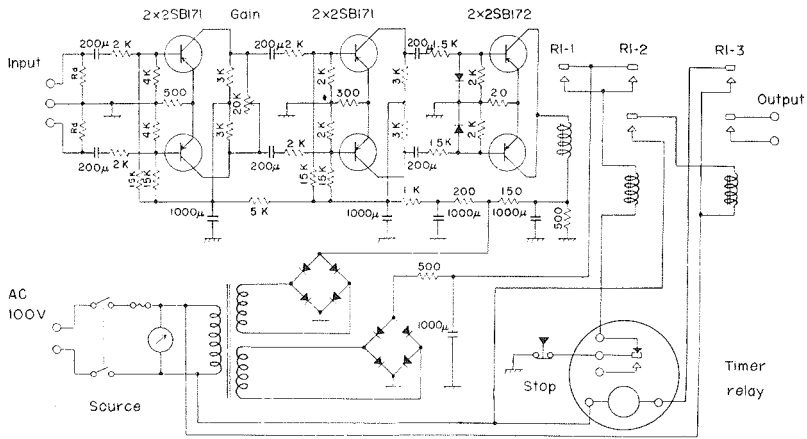 2×2SB171 Gain 2×2SB171 2×2SB172
Input
200μ 2K
200μ 2K
200μ 1.5K
Rd
4K
500
3K
20K
2K
300
3K
2K
20
Rd
4K
3K
2K
3K
2K
200μ 2K
200μ 2K
200μ 1.5K
15K 15K
15K 15K
1000μ
5K
1000μ
1K
1000μ
200
1000μ
150
500
Rl-1 Rl-2 Rl-3
Output
AC
100V
Source
500
1000μ
Stop
Timer
relay